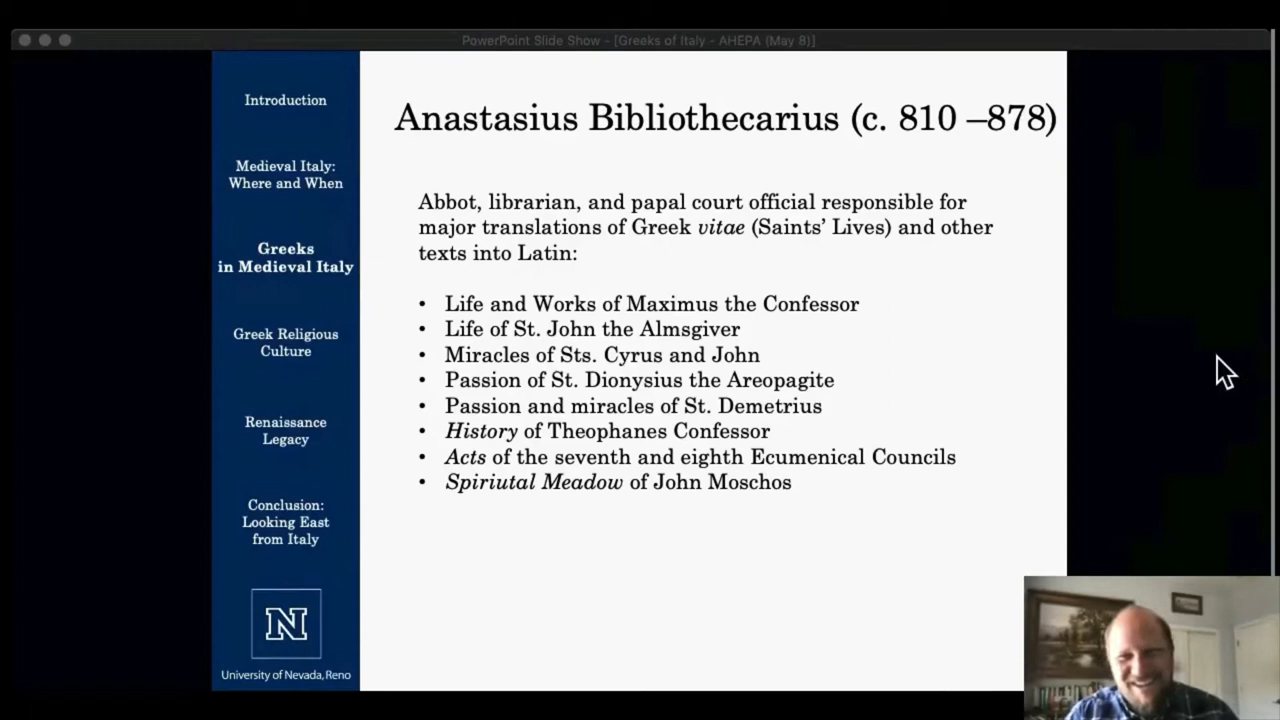 PowerPoint Slide Show - [Greeks of Italy - AHEPA (May 8)]
Introduction
Medieval Italy:
Where and When
Greeks
in Medieval Italy
Greek Religious
Culture
Renaissance
Legacy
Conclusion:
Looking East
from Italy
N
University of Nevada, Reno
Anastasius Bibliothecarius (c. 810 –878)
Abbot, librarian, and papal court official responsible for
major translations of Greek vitae (Saints’ Lives) and other
texts into Latin:
• Life and Works of Maximus the Confessor
• Life of St. John the Almsgiver
• Miracles of Sts. Cyrus and John
• Passion of St. Dionysius the Areopagite
• Passion and miracles of St. Demetrius
• History of Theophanes Confessor
• Acts of the seventh and eighth Ecumenical Councils
• Spiriutal Meadow of John Moschos